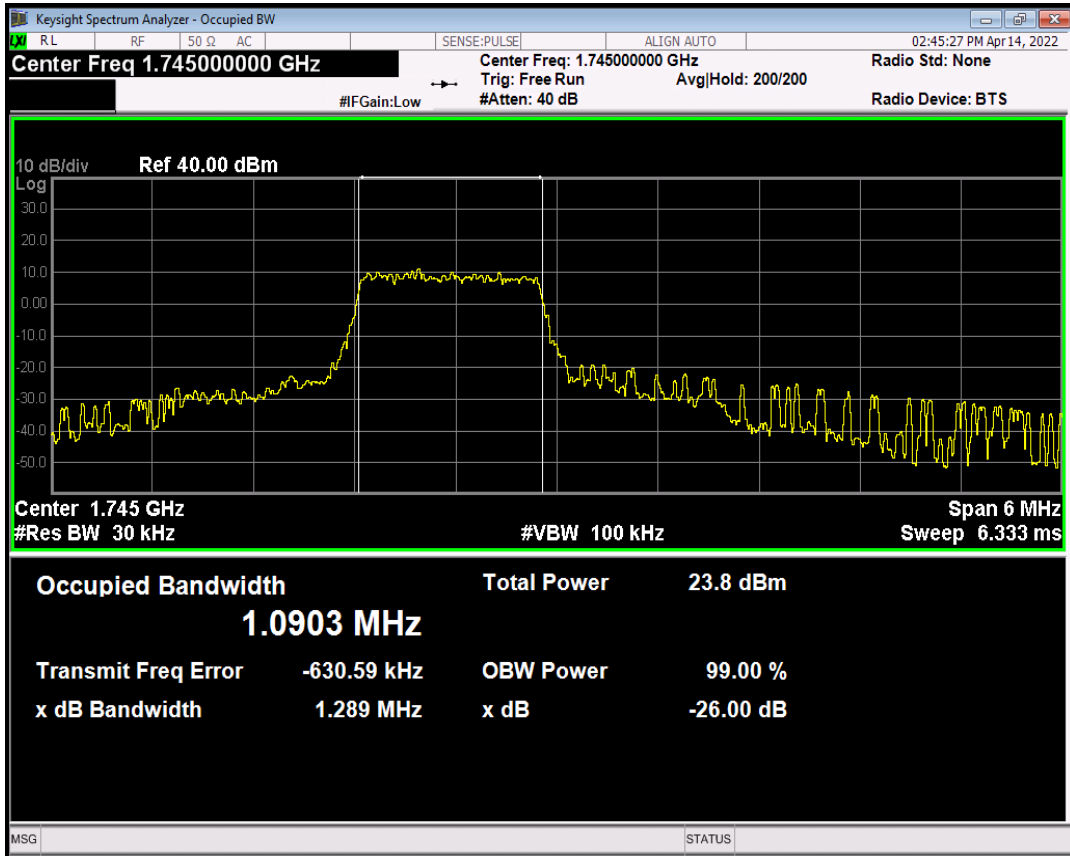 Keysight Spectrum Analyzer - Occupied BW
LXI RL RF 50 Ω AC SENSE:PULSE ALIGN AUTO 02:45:27 PM Apr 14, 2022
Center Freq 1.745000000 GHz Center Freq: 1.745000000 GHz Radio Std: None
Trig: Free Run Avg|Hold: 200/200
#IFGain:Low #Atten: 40 dB Radio Device: BTS
10 dB/div Ref 40.00 dBm
Log
30.0
20.0
10.0
0.00
-10.0
-20.0
-30.0
-40.0
-50.0
Center 1.745 GHz Span 6 MHz
#Res BW 30 kHz #VBW 100 kHz Sweep 6.333 ms
Occupied Bandwidth Total Power 23.8 dBm
1.0903 MHz
Transmit Freq Error -630.59 kHz OBW Power 99.00 %
x dB Bandwidth 1.289 MHz x dB -26.00 dB
MSG STATUS